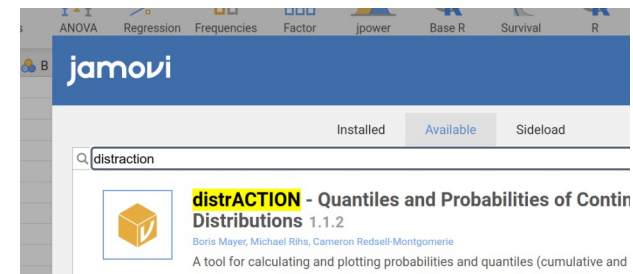 ANOVA Regression Frequencies Factor jpower Base R Survival R
B
jamovi
Installed Available Sideload
distraction
distrACTION - Quantiles and Probabilities of Contin
Distributions 1.1.2
Boris Mayer, Michael Rihs, Cameron Redsell-Montgomerie
A tool for calculating and plotting probabilities and quantiles (cumulative and